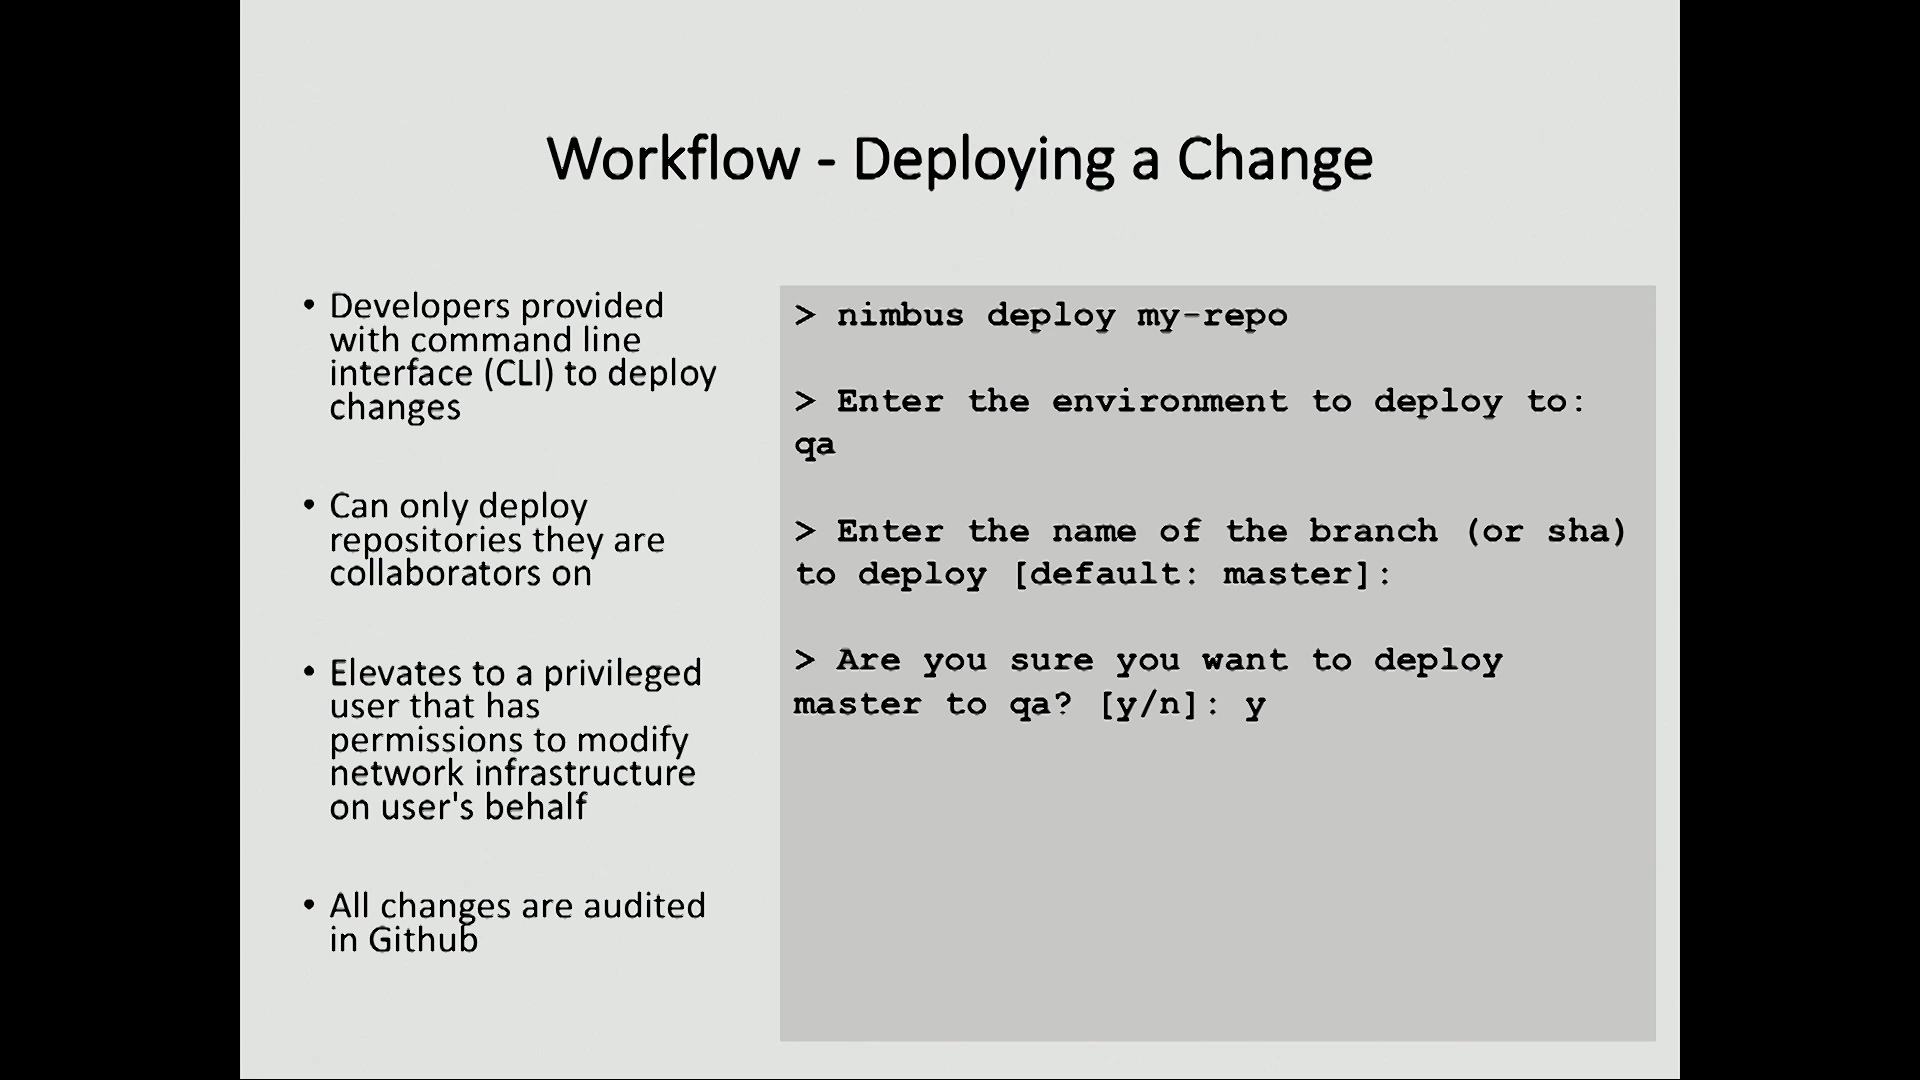 Workflow - Deploying a Change
• Developers provided
with command line
interface (CLI) to deploy
changes
• Can only deploy
repositories they are
collaborators on
• Elevates to a privileged
user that has
permissions to modify
network infrastructure
on user's behalf
• All changes are audited
in Github
> nimbus deploy my-repo
> Enter the environment to deploy to:
qa
> Enter the name of the branch (or sha)
to deploy [default: master]:
> Are you sure you want to deploy
master to qa? [y/n]: y